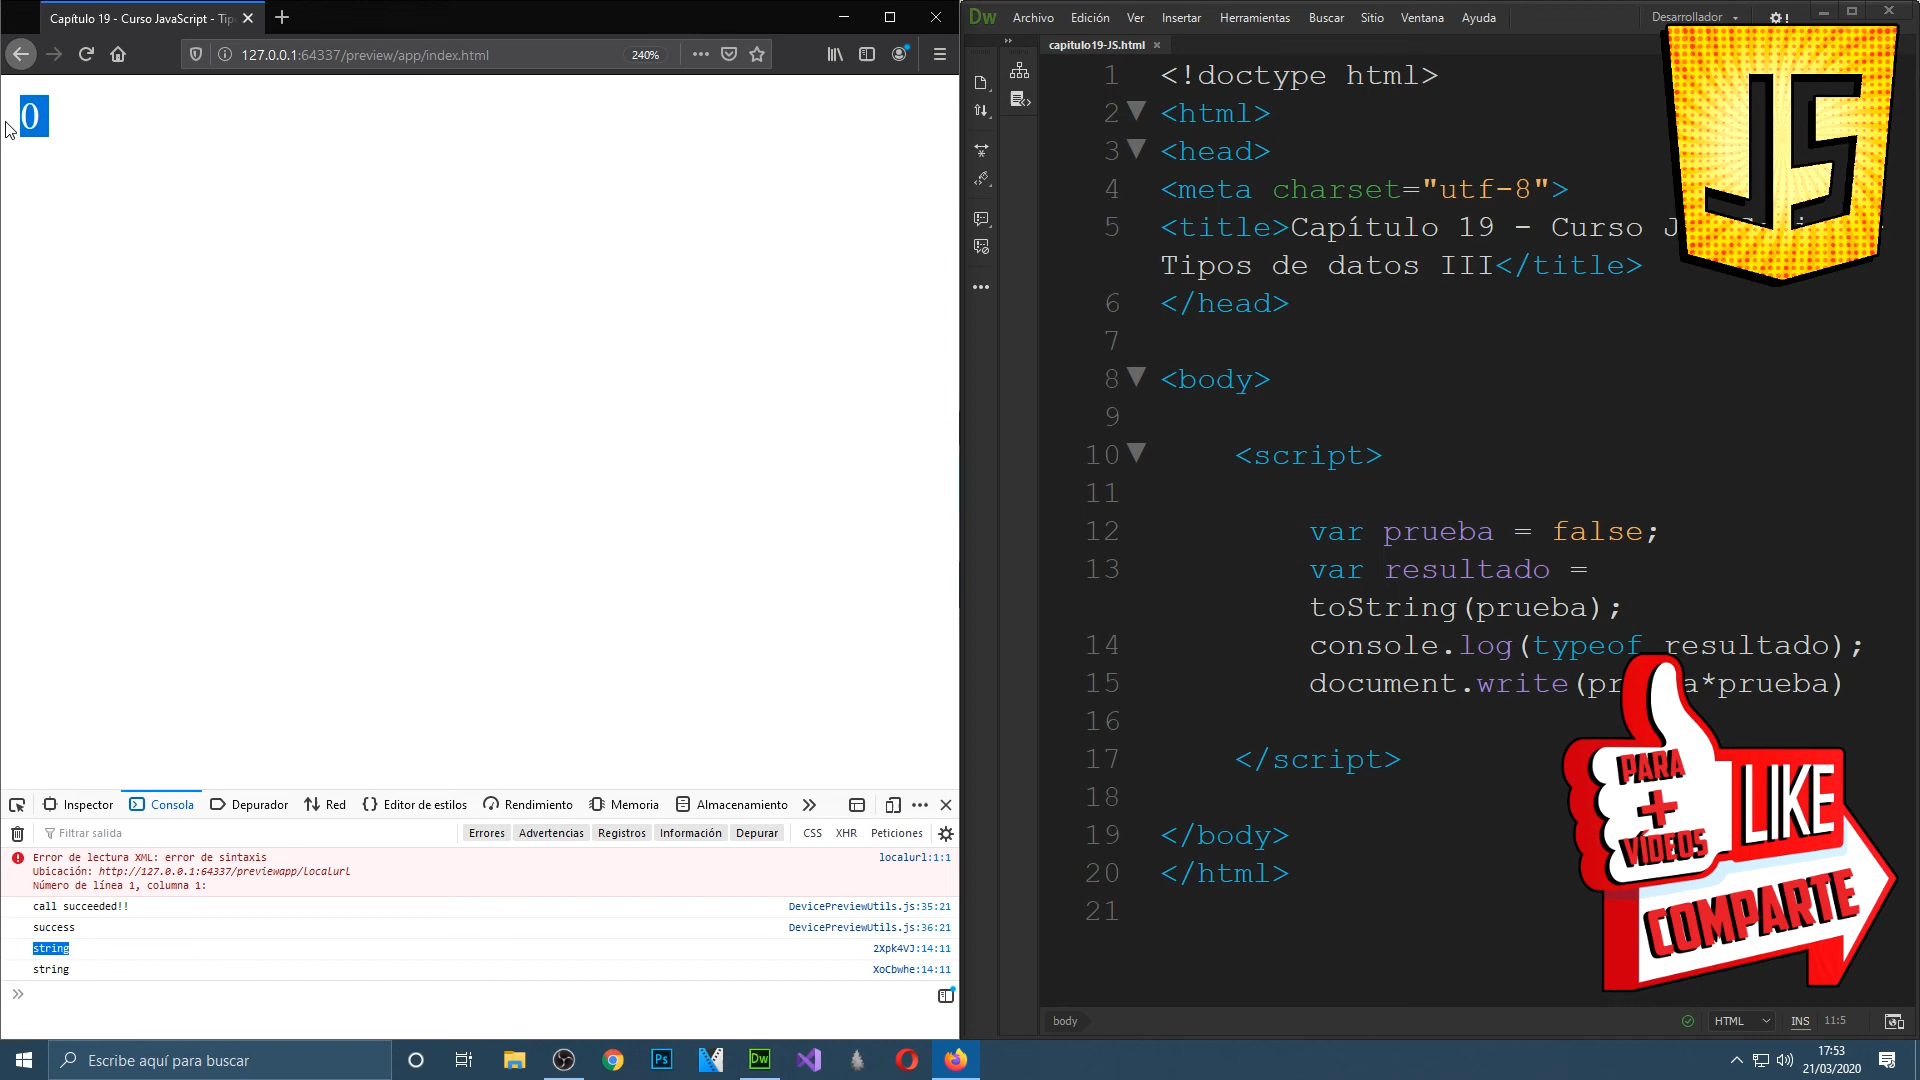 Capítulo 19 - Curso JavaScript - Tip
127.0.0.1:64337/preview/app/index.html
240%
0
Inspector
Consola
Depurador
Red
Editor de estilos
Rendimiento
Memoria
Almacenamiento
Filtrar salida
Errores
Advertencias
Registros
Información
Depurar
CSS
XHR
Peticiones
Error de lectura XML: error de sintaxis
localurl:1:1
Ubicación: http://127.0.0.1:64337/previewapp/localurl
Número de línea 1, columna 1:
call succeeded!!
DevicePreviewUtils.js:35:21
success
DevicePreviewUtils.js:36:21
string
2Xpk4VJ:14:11
string
XoCbwhe:14:11
Dw
Archivo
Edición
Ver
Insertar
Herramientas
Buscar
Sitio
Ventana
Ayuda
Desarrollador
capitulo19-JS.html
1 <!doctype html>
2 <html>
3 <head>
4 <meta charset="utf-8">
5 <title>Capítulo 19 - Curso J
Tipos de datos III</title>
6 </head>
7
8 <body>
9
10 <script>
11
12 var prueba = false;
13 var resultado =
toString(prueba);
14 console.log(typeof resultado);
15 document.write(pr a*prueba)
16
17 </script>
18
19 </body>
20 </html>
21
JS
PARA
+
VÍDEOS
LIKE
COMPARTE
body
HTML
INS
11:5
Escribe aquí para buscar
Ps
Dw
17:53
21/03/2020